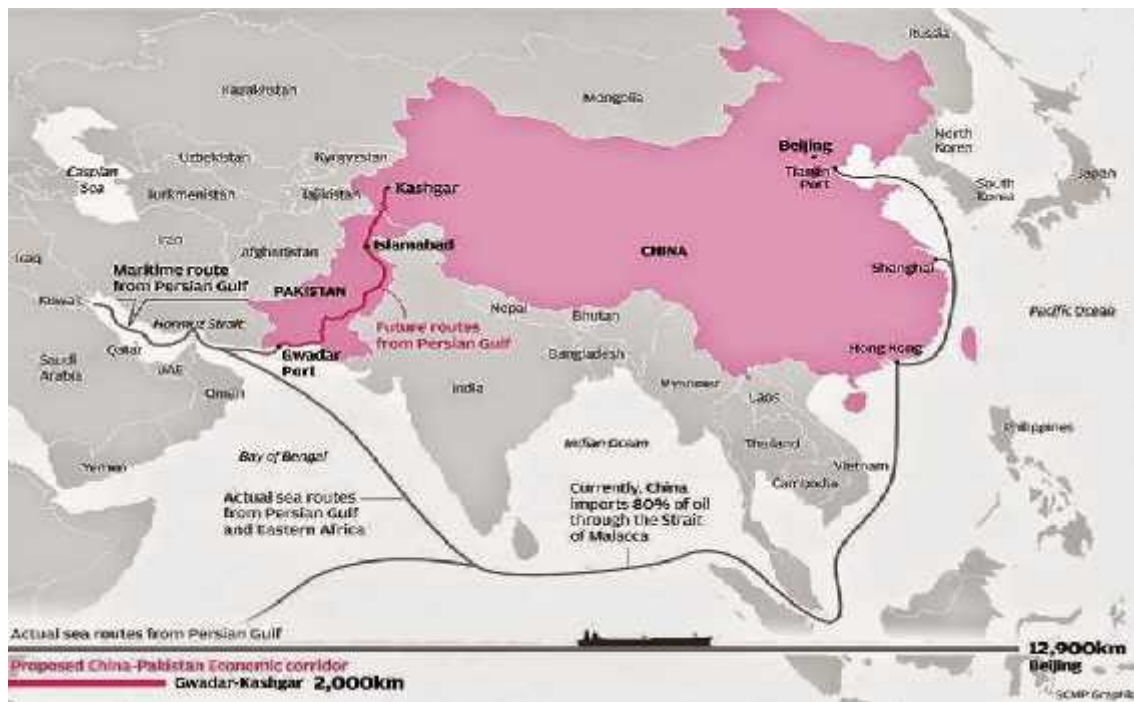 Russia
Kazakhstan
Mongolia
Beijing
Tianjin
Port
North
Korea
South
Korea
Japan
Caspian
Sea
Uzbekistan
Kyrgyzstan
Turkmenistan
Tajikistan
Kashgar
Iran
Afghanistan
Islamabad
CHINA
Shanghai
Iraq
Maritime route
from Persian Gulf
PAKISTAN
Kuwait
Hormuz Strait
Nepal
Bhutan
Pacific Ocean
Future routes
from Persian Gulf
Qatar
Gwadar
Port
Bangladesh
Hong Kong
Saudi
Arabia
UAE
Oman
India
Myanmar
Laos
Philippines
Yemen
Bay of Bengal
Indian Ocean
Thailand
Vietnam
Cambodia
Actual sea routes
from Persian Gulf
and Eastern Africa
Currently, China
imports 80% of oil
through the Strait
of Malacca
Actual sea routes from Persian Gulf
12,900km
Beijing
Proposed China-Pakistan Economic corridor
Gwadar-Kashgar 2,000km
SCMP Graphic